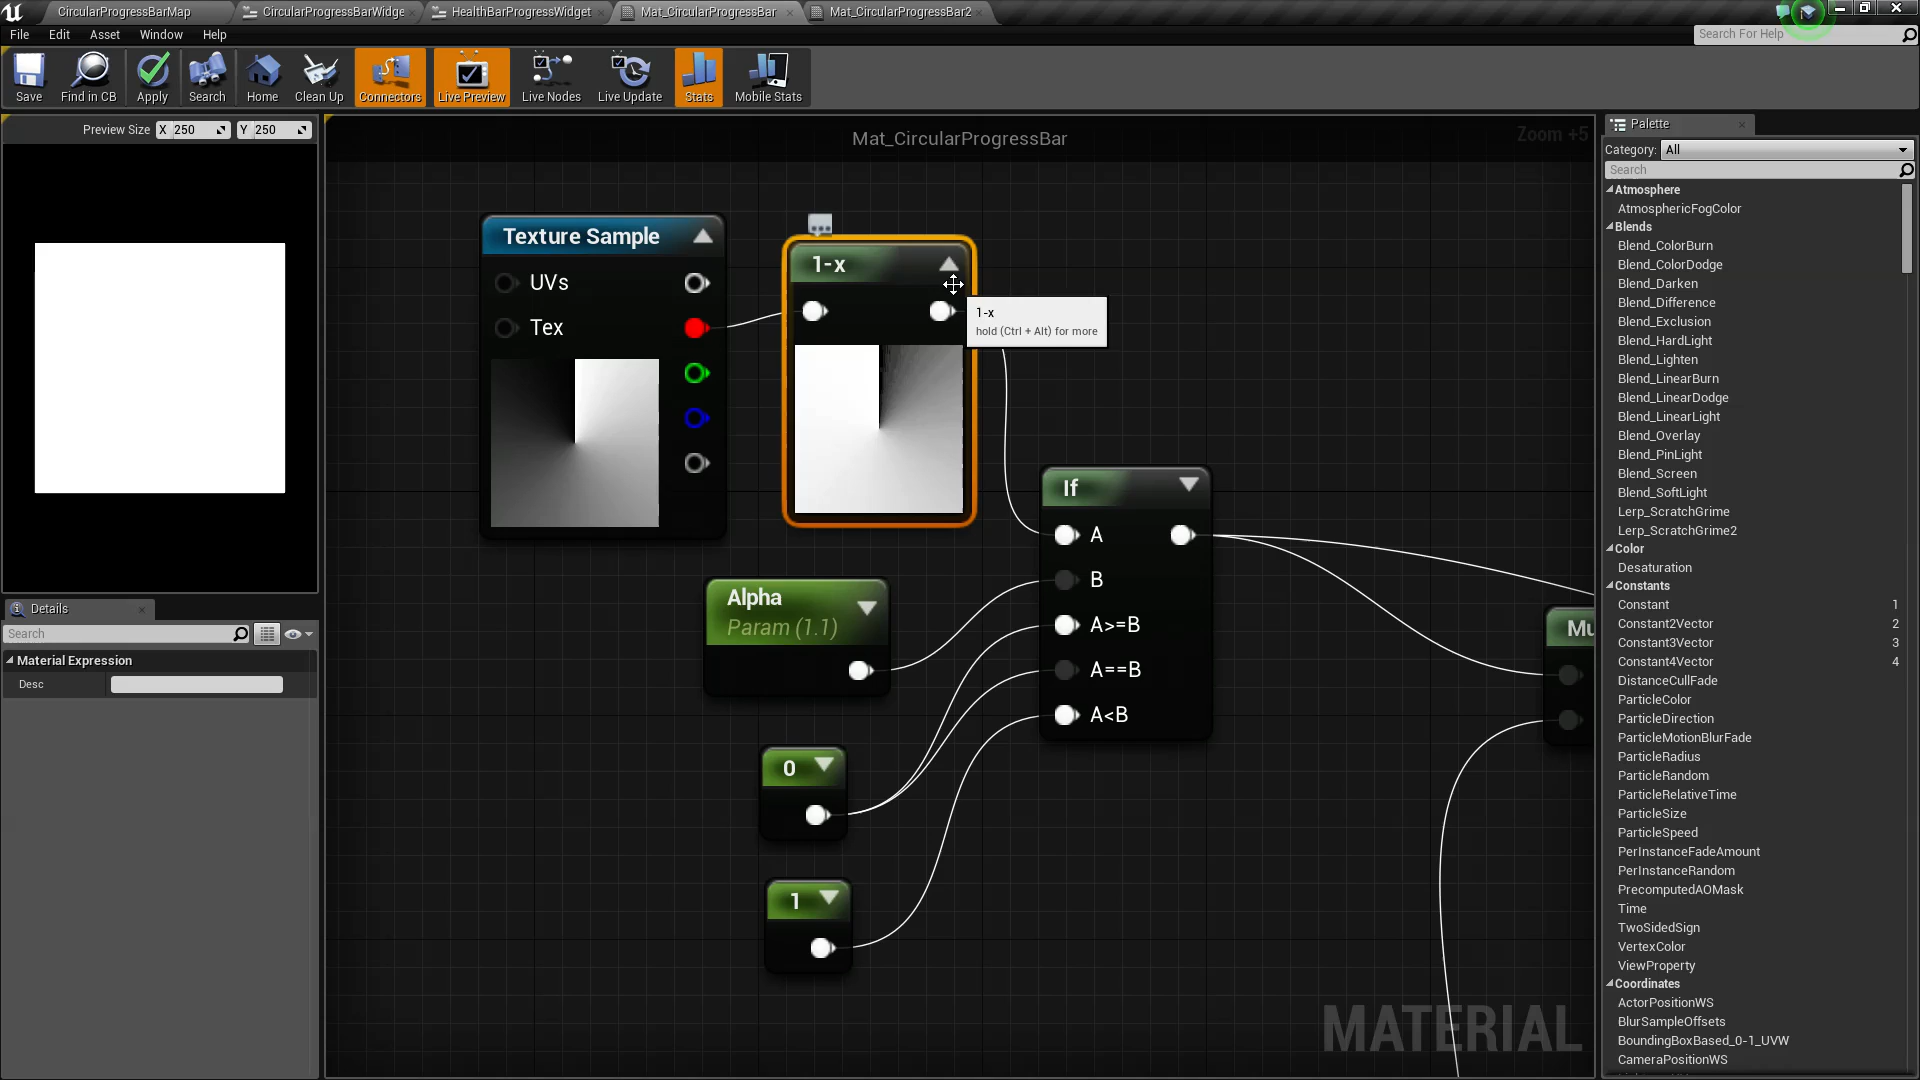 CircularProgressBarMap
CircularProgressBarWidge
HealthBarProgressWidget
Mat_CircularProgressBar
Mat_CircularProgressBar2
File Edit Asset Window Help
Search For Help
Save
Find in CB
Apply
Search
Home
Clean Up
Connectors
Live Preview
Live Nodes
Live Update
Stats
Mobile Stats
Preview Size X 250 Y 250
Mat_CircularProgressBar
Zoom +5
Texture Sample
UVs
Tex
1-x
1-x
hold (Ctrl + Alt) for more
If
A
B
A>=B
A==B
A<B
Alpha
Param (1.1)
0
1
Mu
MATERIAL
Details
Search
Material Expression
Desc
Palette
Category: All
Search
Atmosphere
AtmosphericFogColor
Blends
Blend_ColorBurn
Blend_ColorDodge
Blend_Darken
Blend_Difference
Blend_Exclusion
Blend_HardLight
Blend_Lighten
Blend_LinearBurn
Blend_LinearDodge
Blend_LinearLight
Blend_Overlay
Blend_PinLight
Blend_Screen
Blend_SoftLight
Lerp_ScratchGrime
Lerp_ScratchGrime2
Color
Desaturation
Constants
Constant 1
Constant2Vector 2
Constant3Vector 3
Constant4Vector 4
DistanceCullFade
ParticleColor
ParticleDirection
ParticleMotionBlurFade
ParticleRadius
ParticleRandom
ParticleRelativeTime
ParticleSize
ParticleSpeed
PerInstanceFadeAmount
PerInstanceRandom
PrecomputedAOMask
Time
TwoSidedSign
VertexColor
ViewProperty
Coordinates
ActorPositionWS
BlurSampleOffsets
BoundingBoxBased_0-1_UVW
CameraPositionWS